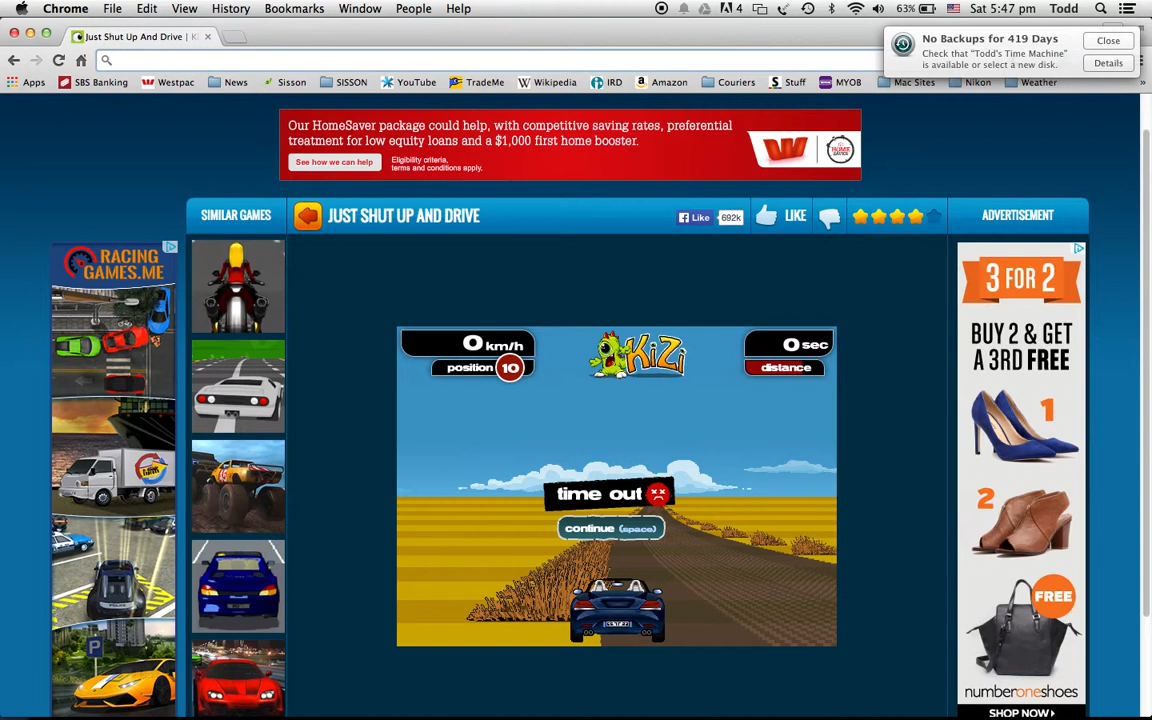 Chrome File Edit View History Bookmarks Window People Help
4 63% Sat 5:47 pm Todd
Just Shut Up And Drive |
No Backups for 419 Days
Check that "Todd's Time Machine"
is available or select a new disk.
Close
Details
Apps SBS Banking Westpac News Sisson SISSON YouTube TradeMe Wikipedia IRD Amazon Couriers Stuff MYOB Mac Sites Nikon Weather »
Our HomeSaver package could help, with competitive saving rates, preferential
treatment for low equity loans and a $1,000 first home booster.
See how we can help
Eligibility criteria,
terms and conditions apply.
SIMILAR GAMES
JUST SHUT UP AND DRIVE
Like 692k
LIKE
ADVERTISEMENT
RACING
GAMES.ME
P
0 km/h
position 10
KiZi
0 sec
distance
time out
continue (space)
3 FOR 2
BUY 2 & GET
A 3RD FREE
1
2
FREE
numberoneshoes
SHOP NOW